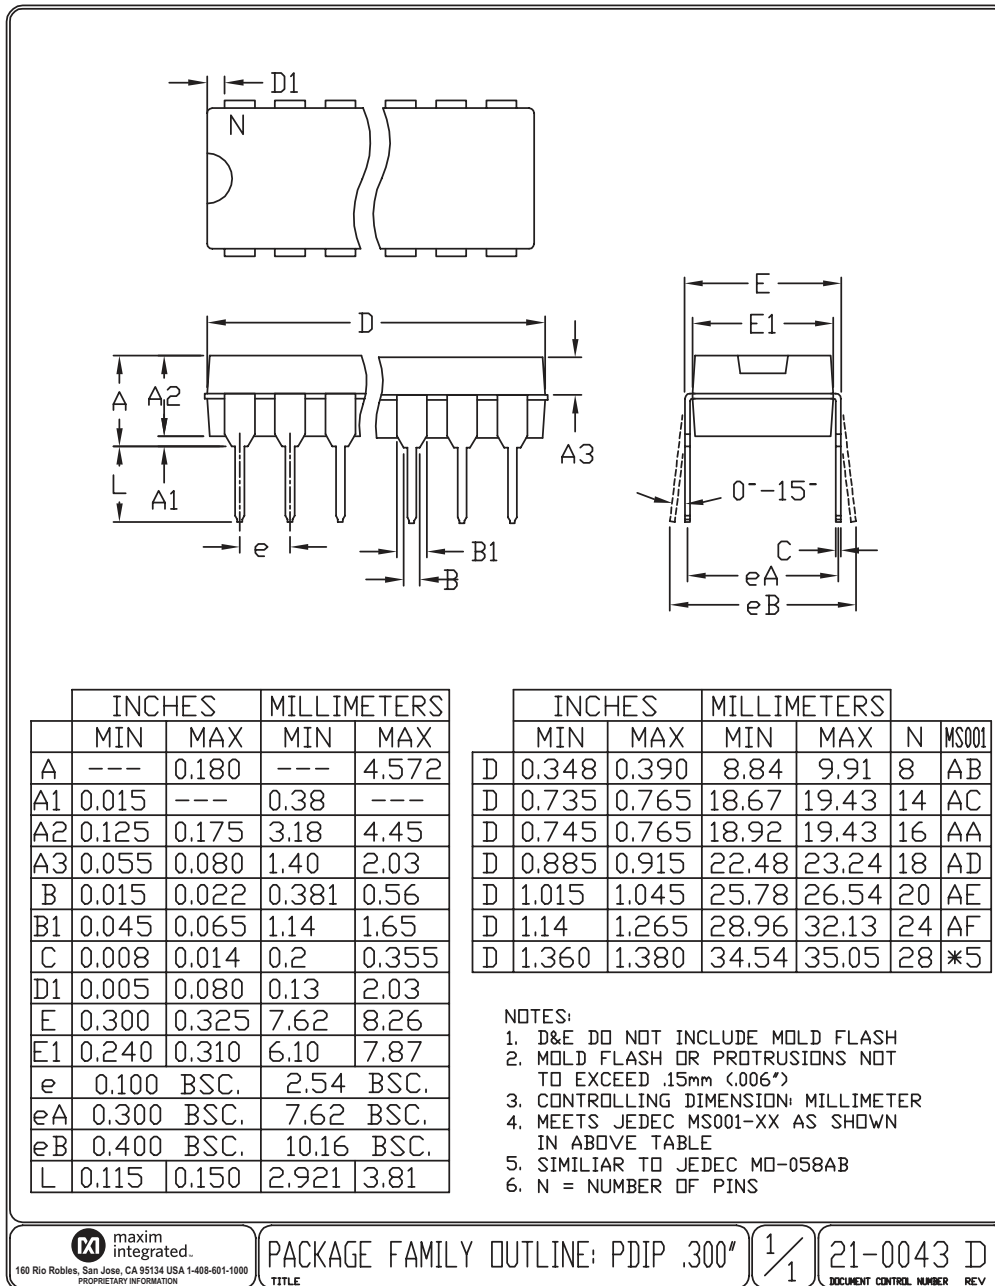 D1
N
E
D
E1
A
A2
A3
L
A1
0°-15°
e
B1
B
C
eA
eB
INCHES MILLIMETERS
MIN MAX MIN MAX
A --- 0.180 --- 4.572
A1 0.015 --- 0.38 ---
A2 0.125 0.175 3.18 4.45
A3 0.055 0.080 1.40 2.03
B 0.015 0.022 0.381 0.56
B1 0.045 0.065 1.14 1.65
C 0.008 0.014 0.2 0.355
D1 0.005 0.080 0.13 2.03
E 0.300 0.325 7.62 8.26
E1 0.240 0.310 6.10 7.87
e 0.100 BSC. 2.54 BSC.
eA 0.300 BSC. 7.62 BSC.
eB 0.400 BSC. 10.16 BSC.
L 0.115 0.150 2.921 3.81
INCHES MILLIMETERS
MIN MAX MIN MAX N MS001
D 0.348 0.390 8.84 9.91 8 AB
D 0.735 0.765 18.67 19.43 14 AC
D 0.745 0.765 18.92 19.43 16 AA
D 0.885 0.915 22.48 23.24 18 AD
D 1.015 1.045 25.78 26.54 20 AE
D 1.14 1.265 28.96 32.13 24 AF
D 1.360 1.380 34.54 35.05 28 *5
NOTES:
1. D&E DO NOT INCLUDE MOLD FLASH
2. MOLD FLASH OR PROTRUSIONS NOT
TO EXCEED .15mm (.006")
3. CONTROLLING DIMENSION: MILLIMETER
4. MEETS JEDEC MS001-XX AS SHOWN
IN ABOVE TABLE
5. SIMILIAR TO JEDEC MO-058AB
6. N = NUMBER OF PINS
maxim
integrated™
160 Rio Robles, San Jose, CA 95134 USA 1-408-601-1000
PROPRIETARY INFORMATION
PACKAGE FAMILY OUTLINE: PDIP .300"
TITLE
1/1
21-0043 D
DOCUMENT CONTROL NUMBER REV.